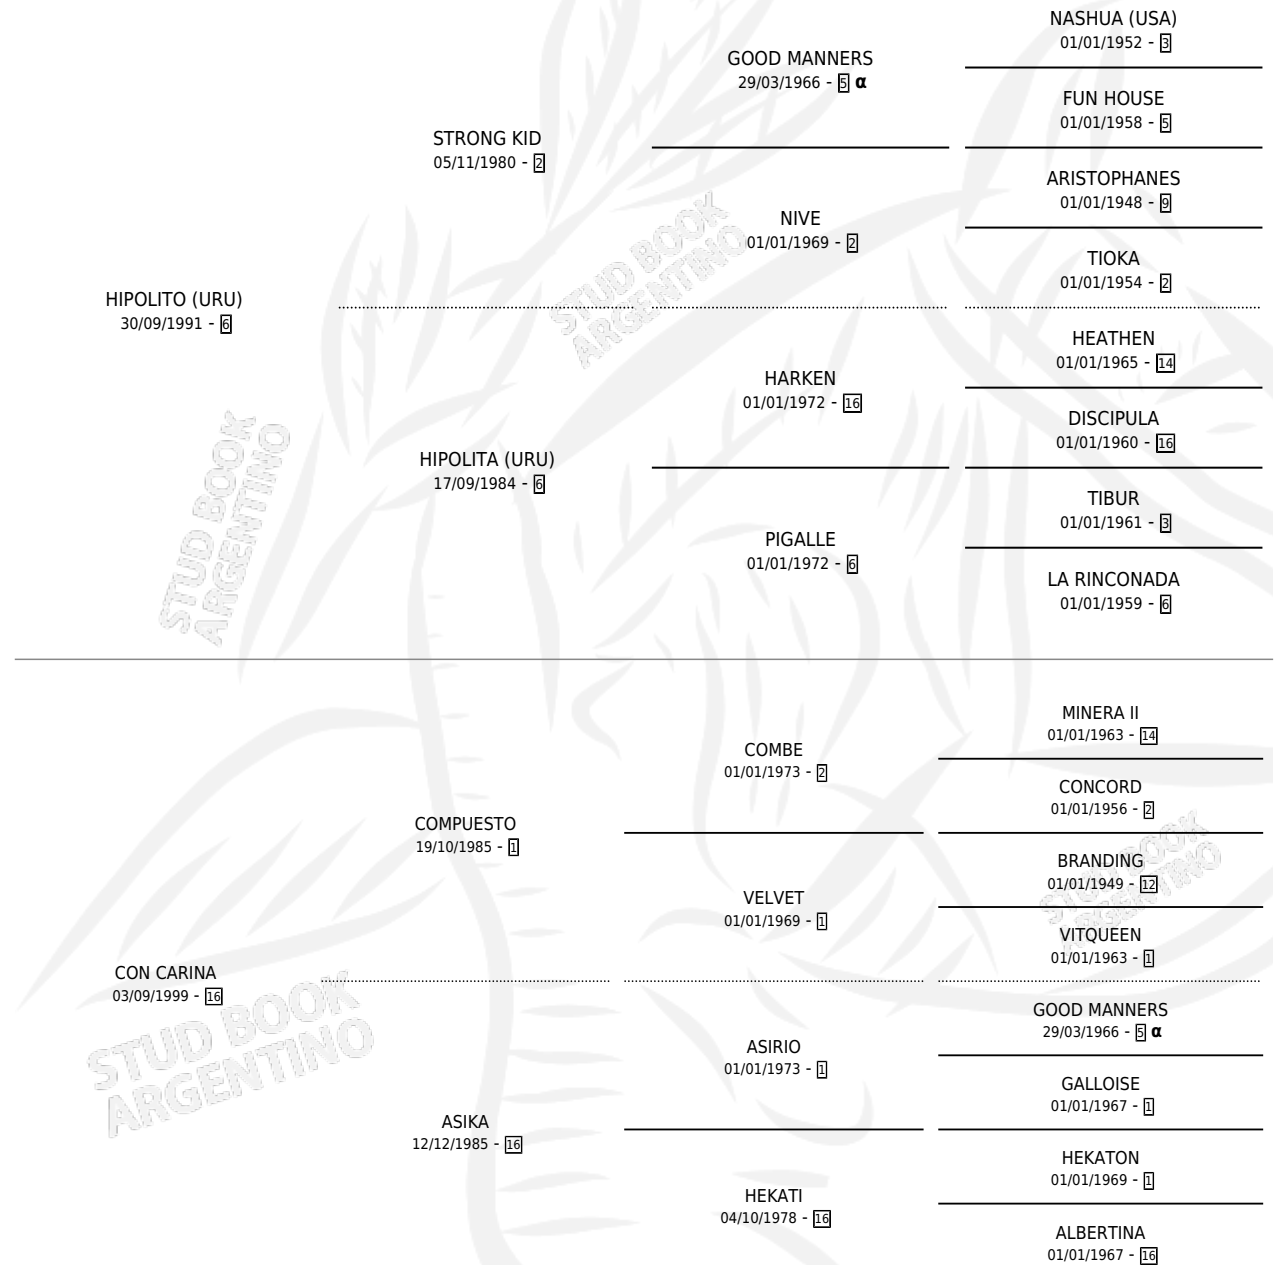 NASHUA (USA)
01/01/1952 - 3
GOOD MANNERS
29/03/1966 - 5 α
FUN HOUSE
01/01/1958 - 5
STRONG KID
05/11/1980 - 2
ARISTOPHANES
01/01/1948 - 9
NIVE
01/01/1969 - 2
TIOKA
01/01/1954 - 2
HIPOLITO (URU)
30/09/1991 - 6
HEATHEN
01/01/1965 - 14
HARKEN
01/01/1972 - 16
DISCIPULA
01/01/1960 - 16
HIPOLITA (URU)
17/09/1984 - 6
TIBUR
01/01/1961 - 3
PIGALLE
01/01/1972 - 6
LA RINCONADA
01/01/1959 - 6
MINERA II
01/01/1963 - 14
COMBE
01/01/1973 - 2
CONCORD
01/01/1956 - 2
COMPUESTO
19/10/1985 - 1
BRANDING
01/01/1949 - 12
VELVET
01/01/1969 - 1
VITQUEEN
01/01/1963 - 1
CON CARINA
03/09/1999 - 16
GOOD MANNERS
29/03/1966 - 5 α
ASIRIO
01/01/1973 - 1
GALLOISE
01/01/1967 - 1
ASIKA
12/12/1985 - 16
HEKATON
01/01/1969 - 1
HEKATI
04/10/1978 - 16
ALBERTINA
01/01/1967 - 16
STUD BOOK
ARGENTINO
STUD BOOK
ARGENTINO
STUD BOOK
ARGENTINO
STUD BOOK
ARGENTINO